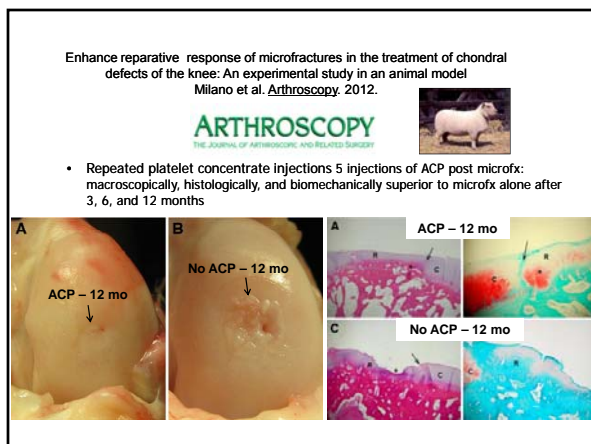 Enhance reparative response of microfractures in the treatment of chondral
defects of the knee: An experimental study in an animal model
Milano et al. Arthroscopy. 2012.
ARTHROSCOPY
THE JOURNAL OF ARTHROSCOPIC AND RELATED SURGERY
• Repeated platelet concentrate injections 5 injections of ACP post microfx:
macroscopically, histologically, and biomechanically superior to microfx alone after
3, 6, and 12 months
A
ACP – 12 mo
B
No ACP – 12 mo
A
ACP – 12 mo
R
*
C
C
*
R
C
No ACP – 12 mo
R
*
C
C
R